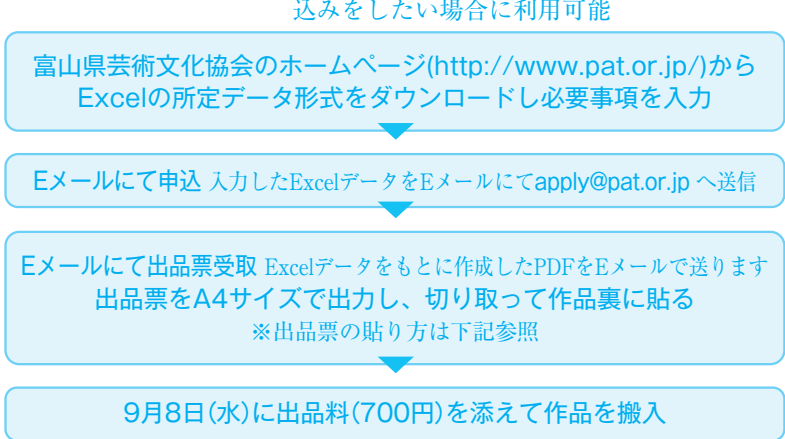 込みをしたい場合に利用可能
富山県芸術文化協会のホームページ(http://www.pat.or.jp/)から
Excelの所定データ形式をダウンロードし必要事項を入力
Eメールにて申込 入力したExcelデータをEメールにてapply@pat.or.jp へ送信
Eメールにて出品票受取 Excelデータをもとに作成したPDFをEメールで送ります
出品票をA4サイズで出力し、切り取って作品裏に貼る
※出品票の貼り方は下記参照
9月8日(水)に出品料(700円)を添えて作品を搬入